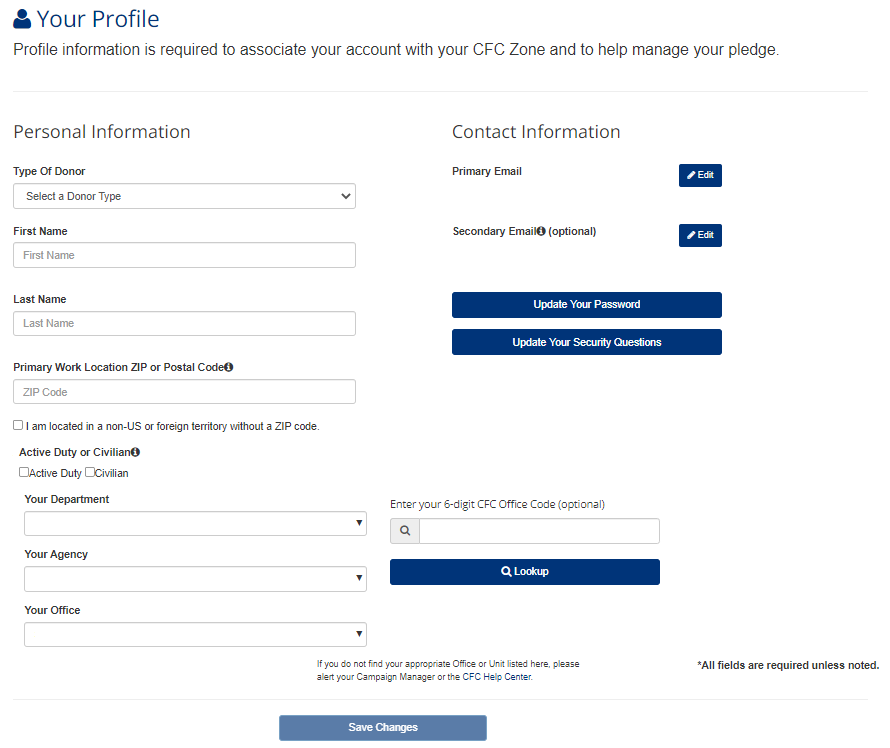 Your Profile
Profile information is required to associate your account with your CFC Zone and to help manage your pledge.
Personal Information
Type Of Donor
Select a Donor Type
First Name
First Name
Last Name
Last Name
Primary Work Location ZIP or Postal Code
ZIP Code
I am located in a non-US or foreign territory without a ZIP code.
Active Duty or Civilian
Active Duty Civilian
Your Department
Your Agency
Your Office
Contact Information
Primary Email
Edit
Secondary Email (optional)
Edit
Update Your Password
Update Your Security Questions
Enter your 6-digit CFC Office Code (optional)
Lookup
If you do not find your appropriate Office or Unit listed here, please
alert your Campaign Manager or the CFC Help Center.
*All fields are required unless noted.
Save Changes